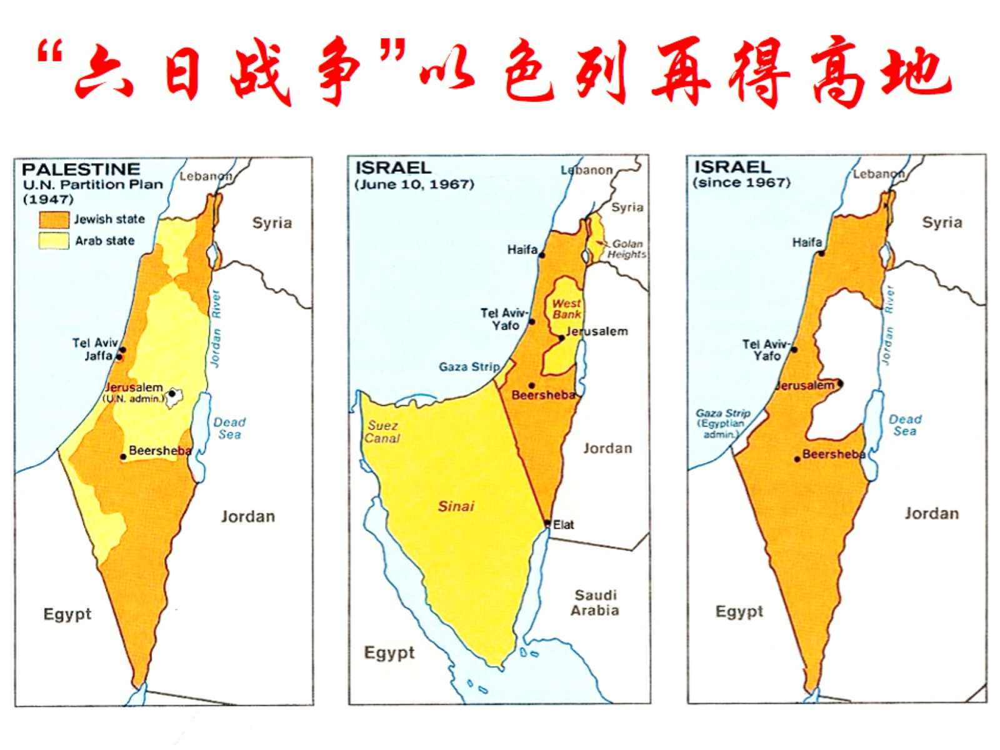 “六日战争”以色列再得高地
PALESTINE
U.N. Partition Plan
(1947)
Jewish state
Arab state
Lebanon
Syria
Jordan River
Tel Aviv
Jaffa
Jerusalem
(U.N. admin.)
Dead
Sea
Beersheba
Jordan
Egypt
ISRAEL
(June 10, 1967)
Lebanon
Syria
Golan
Heights
Haifa
West
Bank
Tel Aviv-
Yafo
Jerusalem
Gaza Strip
Beersheba
Suez
Canal
Jordan
Sinai
Elat
Saudi
Arabia
Egypt
ISRAEL
(since 1967)
Lebanon
Syria
Haifa
Jordan River
Tel Aviv-
Yafo
Jerusalem
Gaza Strip
(Egyptian
admin.)
Dead
Sea
Beersheba
Jordan
Egypt